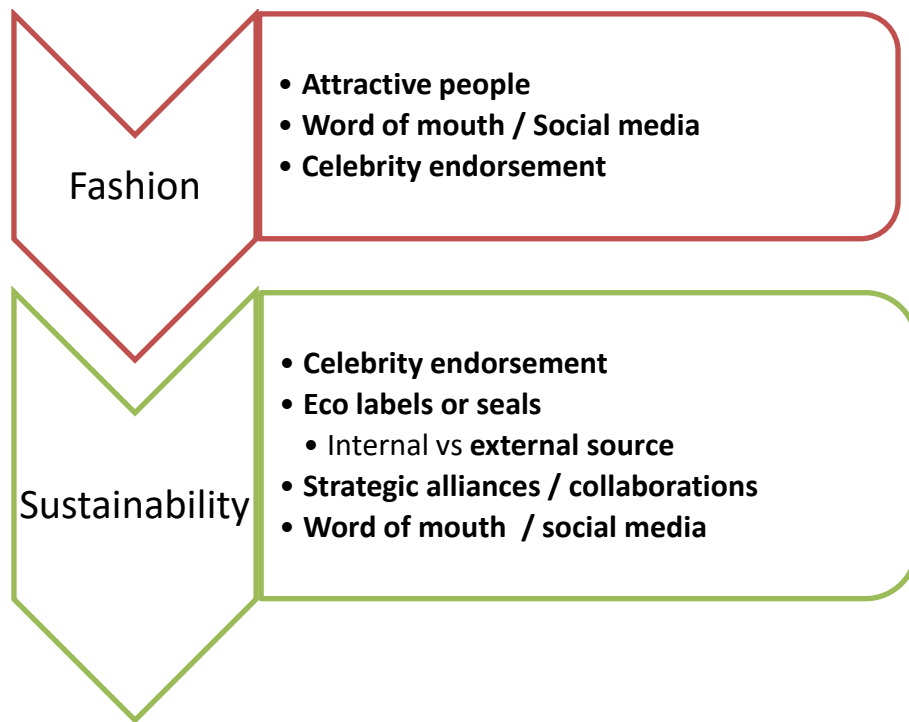 Fashion
• Attractive people
• Word of mouth / Social media
• Celebrity endorsement
Sustainability
• Celebrity endorsement
• Eco labels or seals
• Internal vs external source
• Strategic alliances / collaborations
• Word of mouth  / social media